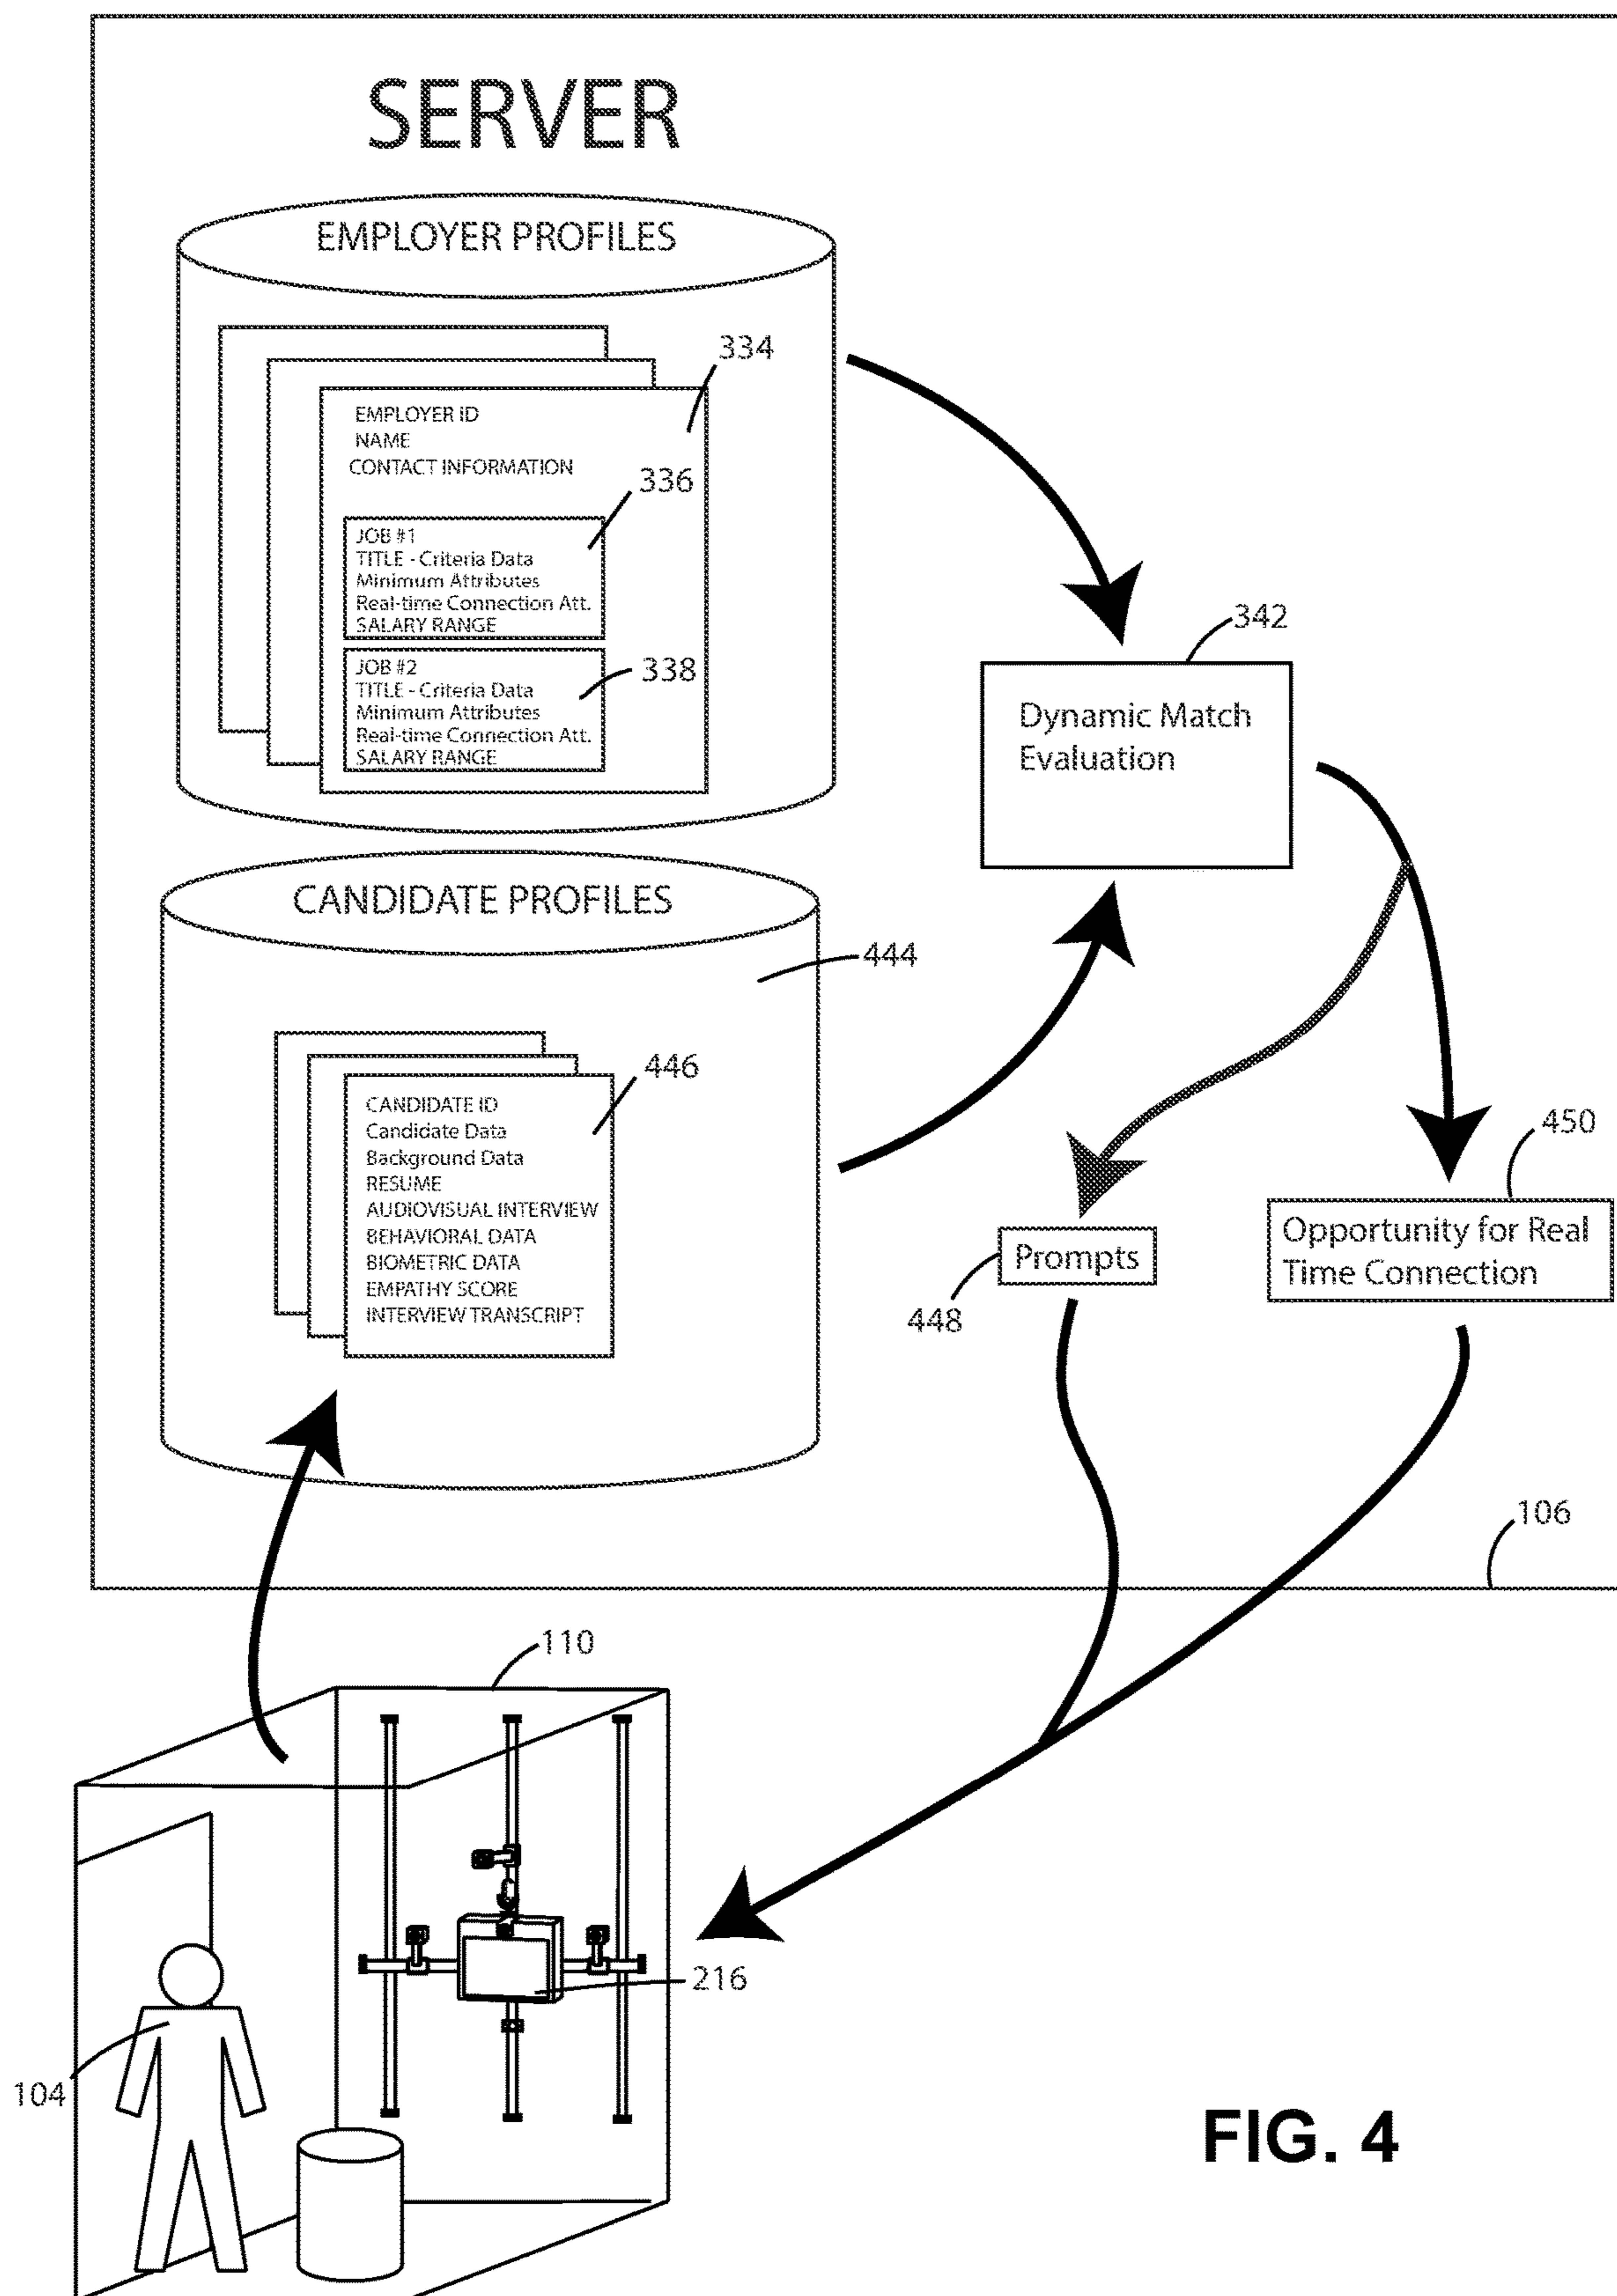 SERVER
EMPLOYER PROFILES
334
EMPLOYER ID
NAME
CONTACT INFORMATION
336
JOB #1
TITLE - Criteria Data
Minimum Attributes
Real-time Connection Att.
SALARY RANGE
338
JOB #2
TITLE - Criteria Data
Minimum Attributes
Real-time Connection Att.
SALARY RANGE
342
Dynamic Match
Evaluation
CANDIDATE PROFILES
444
446
CANDIDATE ID
Candidate Data
Background Data
RESUME
AUDIOVISUAL INTERVIEW
BEHAVIORAL DATA
BIOMETRIC DATA
EMPATHY SCORE
INTERVIEW TRANSCRIPT
450
Opportunity for Real
Time Connection
Prompts
448
106
110
216
104
FIG. 4